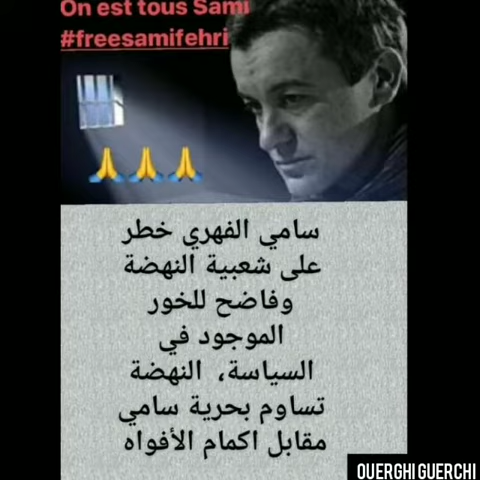 On est tous Sami
#freesamifehri
سامي الفهري خطر
على شعبية النهضة
وفاضح للخور
الموجود في
السياسة، النهضة
تساوم بحرية سامي
مقابل اكمام الأفواه
OUERGHI GUERCHI